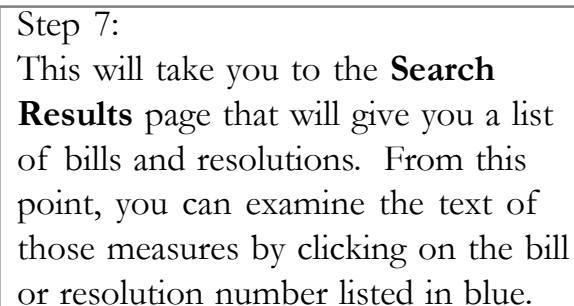 Step 7:
This will take you to the Search
Results page that will give you a list
of bills and resolutions.  From this
point, you can examine the text of
those measures by clicking on the bill
or resolution number listed in blue.